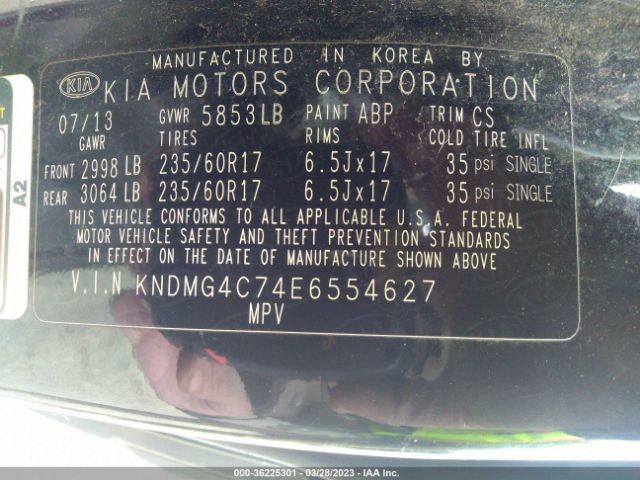 MANUFACTURED IN KOREA BY
KIA KIA MOTORS CORPORATION
07/13 GVWR 5853LB PAINT ABP TRIM CS
GAWR TIRES RIMS COLD TIRE INFL
FRONT 2998 LB 235/60R17 6.5Jx17 35 psi SINGLE
REAR 3064 LB 235/60R17 6.5Jx17 35 psi SINGLE
THIS VEHICLE CONFORMS TO ALL APPLICABLE U.S.A. FEDERAL
MOTOR VEHICLE SAFETY AND THEFT PREVENTION STANDARDS
IN EFFECT ON THE DATE OF MANUFACTURE SHOWN ABOVE
V.I.N KNDMG4C74E6554627
MPV
A2
000-36225301 - 03/28/2023 - IAA Inc.